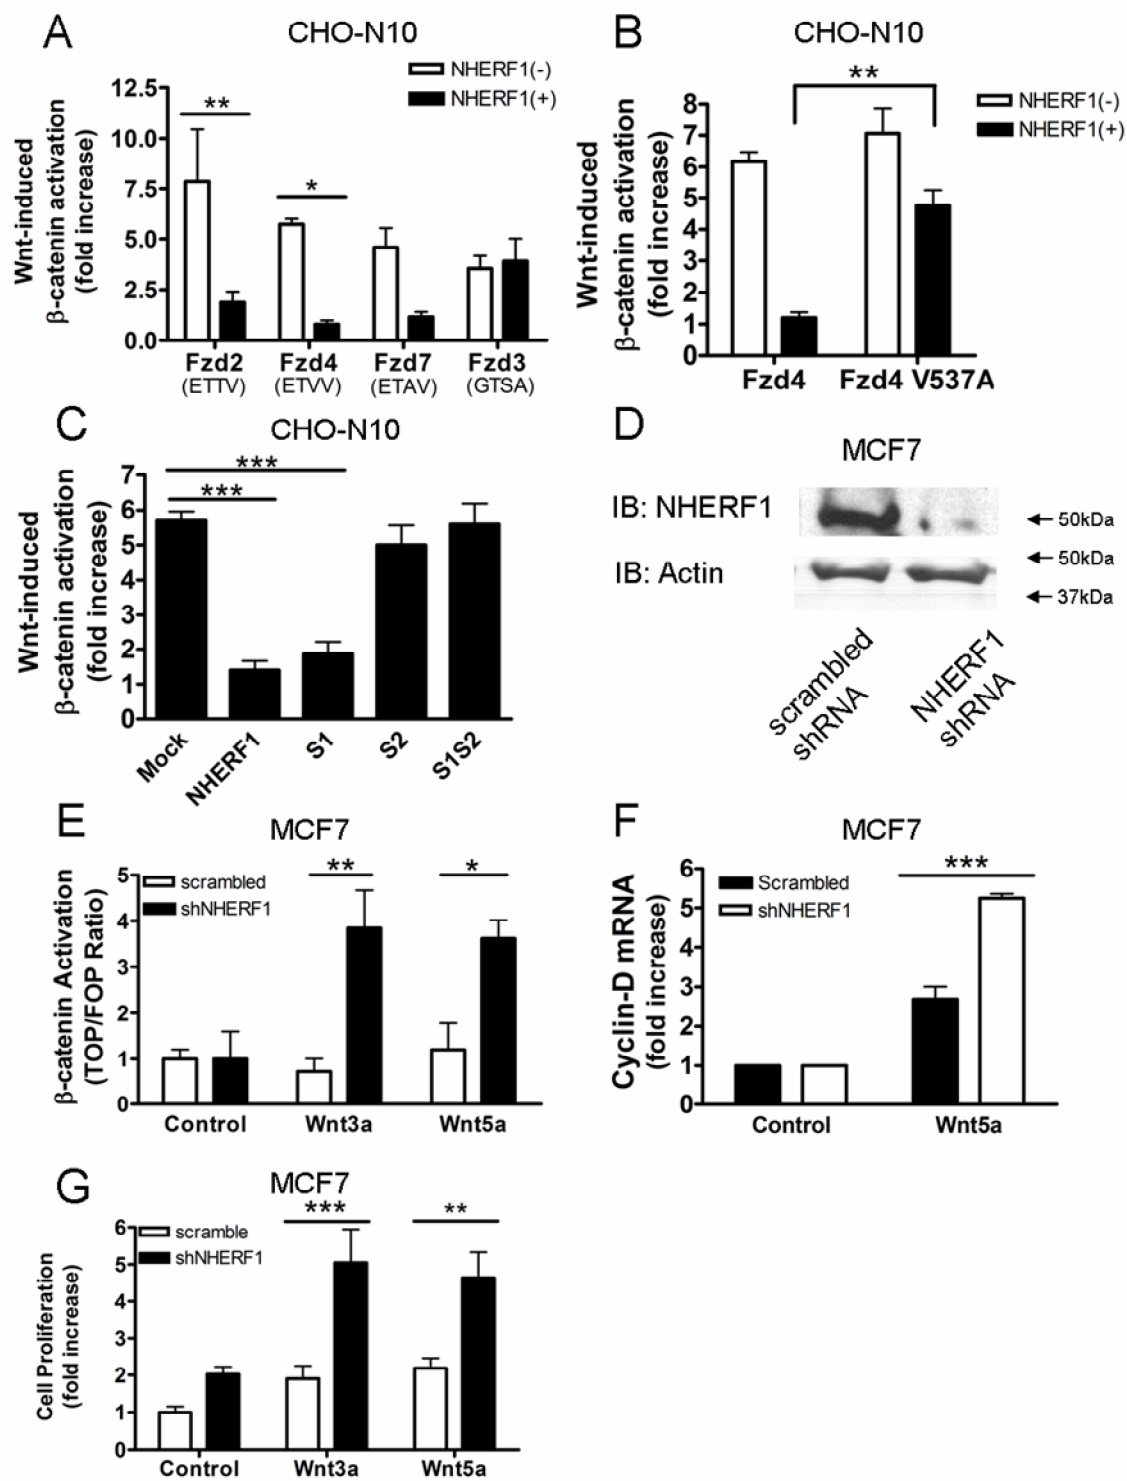 A
CHO-N10
NHERF1(-)
NHERF1(+)
Wnt-induced
β-catenin activation
(fold increase)
12.5
10.0
7.5
5.0
2.5
0.0
**
*
Fzd2 Fzd4 Fzd7 Fzd3
(ETTV) (ETVV) (ETAV) (GTSA)
B
CHO-N10
NHERF1(-)
NHERF1(+)
Wnt-induced
β-catenin activation
(fold increase)
8
7
6
5
4
3
2
1
0
**
Fzd4 Fzd4 V537A
C
CHO-N10
Wnt-induced
β-catenin activation
(fold increase)
7
6
5
4
3
2
1
0
***
***
Mock NHERF1 S1 S2 S1S2
D
MCF7
IB: NHERF1
50kDa
IB: Actin
50kDa
37kDa
scrambled
shRNA
NHERF1
shRNA
E
MCF7
scrambled
shNHERF1
β-catenin Activation
(TOP/FOP Ratio)
5
4
3
2
1
0
**
*
Control Wnt3a Wnt5a
F
MCF7
Scrambled
shNHERF1
Cyclin-D mRNA
(fold increase)
6
5
4
3
2
1
0
***
Control Wnt5a
G
MCF7
scramble
shNHERF1
Cell Proliferation
(fold increase)
6
5
4
3
2
1
0
***
**
Control Wnt3a Wnt5a